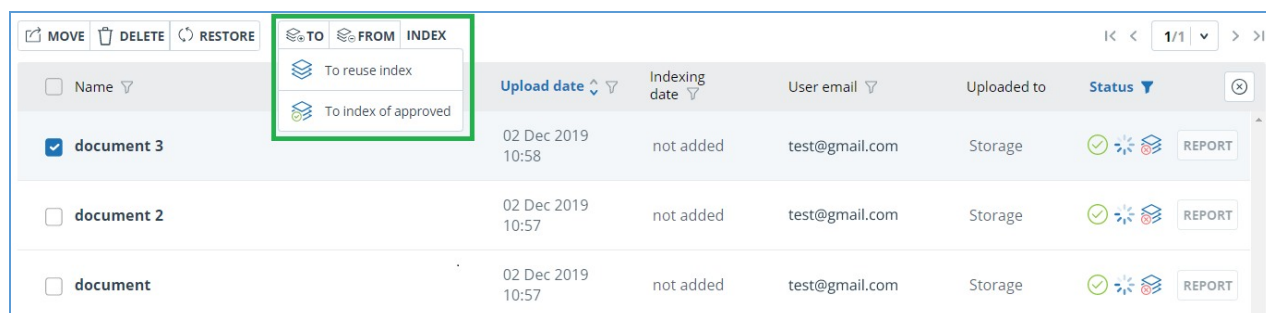 MOVE DELETE RESTORE TO FROM INDEX 1/1
To reuse index
To index of approved
Name Upload date Indexing date User email Uploaded to Status
document 3 02 Dec 2019 10:58 not added test@gmail.com Storage REPORT
document 2 02 Dec 2019 10:57 not added test@gmail.com Storage REPORT
document 02 Dec 2019 10:57 not added test@gmail.com Storage REPORT